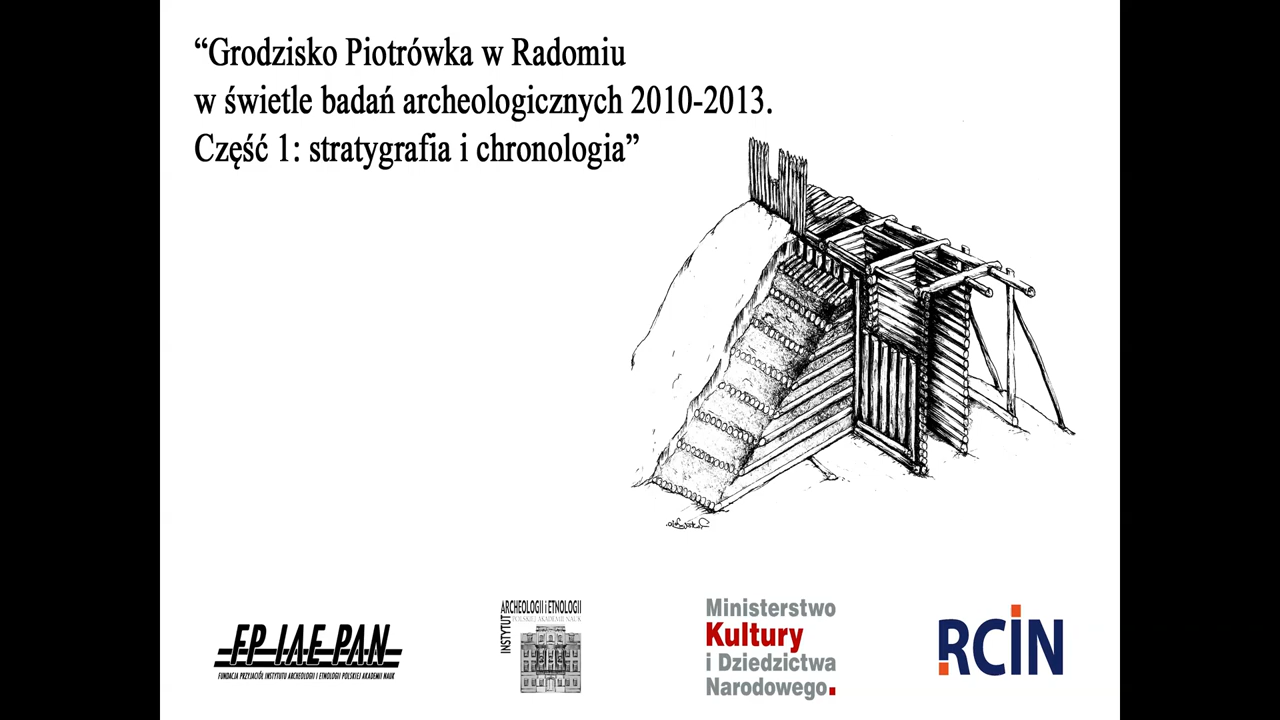 “Grodzisko Piotrówka w Radomiu
w świetle badań archeologicznych 2010-2013.
Część 1: stratygrafia i chronologia”
FP IAE PAN
FUNDACJA PRZYJACIÓŁ INSTYTUTU ARCHEOLOGII I ETNOLOGII POLSKIEJ AKADEMII NAUK
INSTYTUT
ARCHEOLOGII i ETNOLOGII
POLSKIEJ AKADEMII NAUK
Ministerstwo
Kultury
i Dziedzictwa
Narodowego.
RCIN